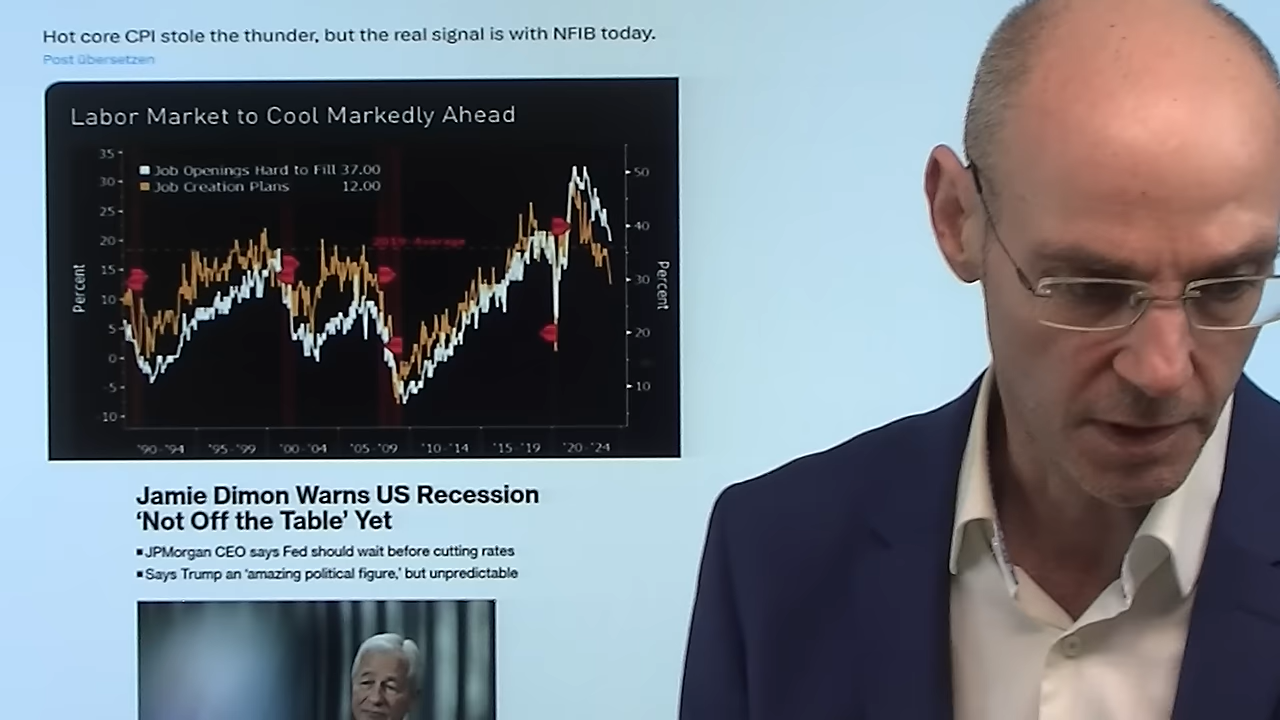 Hot core CPI stole the thunder, but the real signal is with NFIB today.
Post übersetzen
Labor Market to Cool Markedly Ahead
35
30
25
20
15
10
5
0
-5
-10
Percent
Job Openings Hard to Fill 37.00
Job Creation Plans 12.00
2019 Average
50
40
30
20
10
Percent
'90-'94 '95-'99 '00-'04 '05-'09 '10-'14 '15-'19 '20-'24
Jamie Dimon Warns US Recession
‘Not Off the Table’ Yet
JPMorgan CEO says Fed should wait before cutting rates
Says Trump an ‘amazing political figure,’ but unpredictable